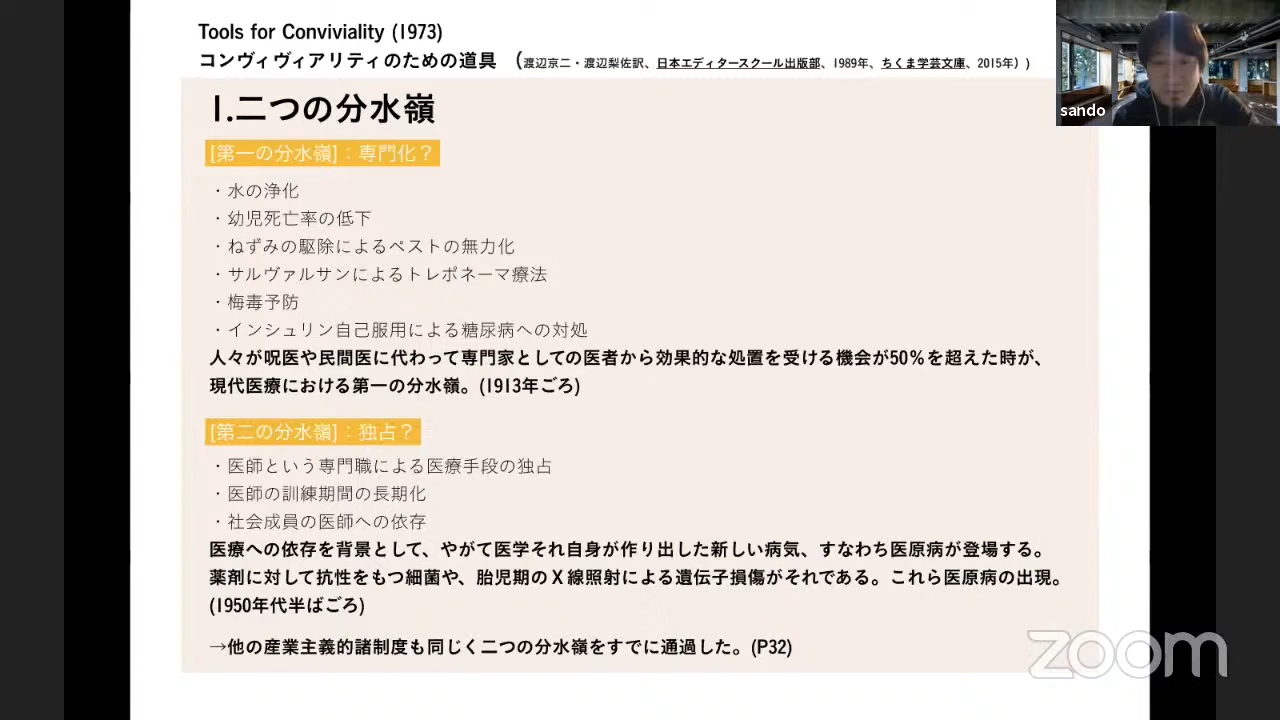 Tools for Conviviality (1973)
コンヴィヴィアリティのための道具 （渡辺京二・渡辺梨佐訳、日本エディタースクール出版部、1989年、ちくま学芸文庫、2015年））
sando
1.二つの分水嶺
[第一の分水嶺]：専門化？
・水の浄化
・幼児死亡率の低下
・ねずみの駆除によるペストの無力化
・サルヴァルサンによるトレポネーマ療法
・梅毒予防
・インシュリン自己服用による糖尿病への対処
人々が呪医や民間医に代わって専門家としての医者から効果的な処置を受ける機会が50％を超えた時が、
現代医療における第一の分水嶺。(1913年ごろ)
[第二の分水嶺]：独占？
・医師という専門職による医療手段の独占
・医師の訓練期間の長期化
・社会成員の医師への依存
医療への依存を背景として、やがて医学それ自身が作り出した新しい病気、すなわち医原病が登場する。
薬剤に対して抗性をもつ細菌や、胎児期のＸ線照射による遺伝子損傷がそれである。これら医原病の出現。
(1950年代半ばごろ)
→他の産業主義的諸制度も同じく二つの分水嶺をすでに通過した。(P32)
zoom